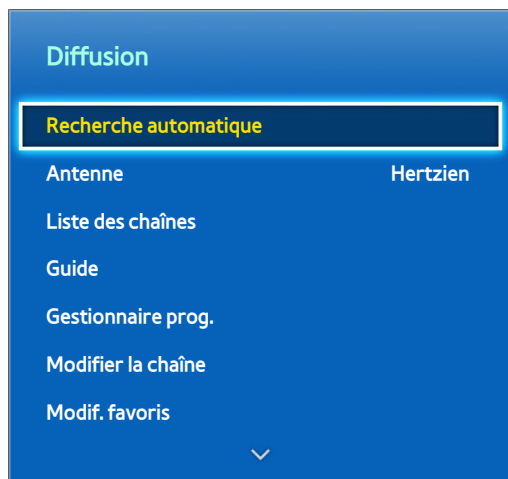 Diffusion
Recherche automatique
Antenne Hertzien
Liste des chaînes
Guide
Gestionnaire prog.
Modifier la chaîne
Modif. favoris